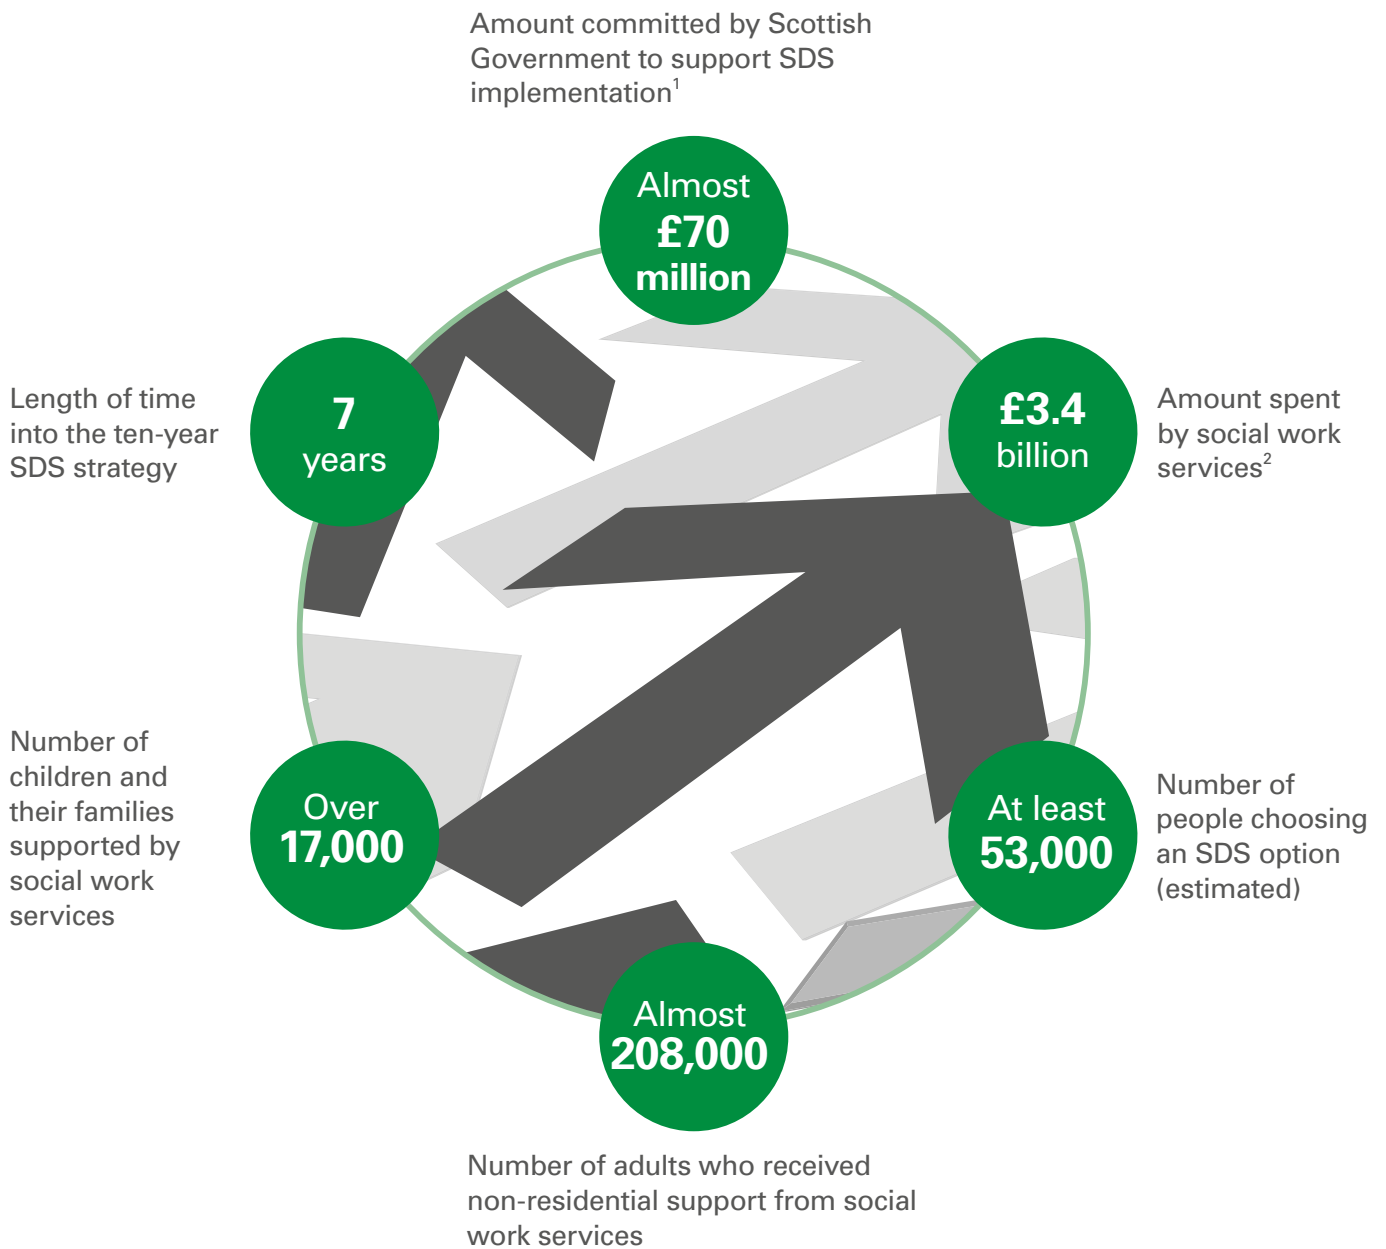 Amount committed by Scottish
Government to support SDS
implementation1
Almost
£70
million
£3.4
billion
Amount spent
by social work
services2
At least
53,000
Number of
people choosing
an SDS option
(estimated)
Almost
208,000
Number of adults who received
non-residential support from social
work services
Over
17,000
Number of
children and
their families
supported by
social work
services
7
years
Length of time
into the ten-year
SDS strategy